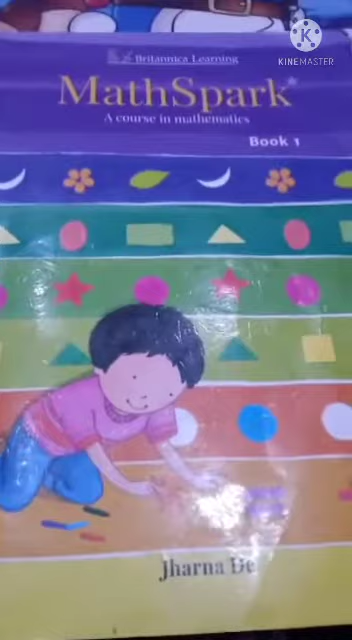 K
KINEMASTER
Britannica Learning
MathSpark
A course in mathematics
Book 1
Jharna De